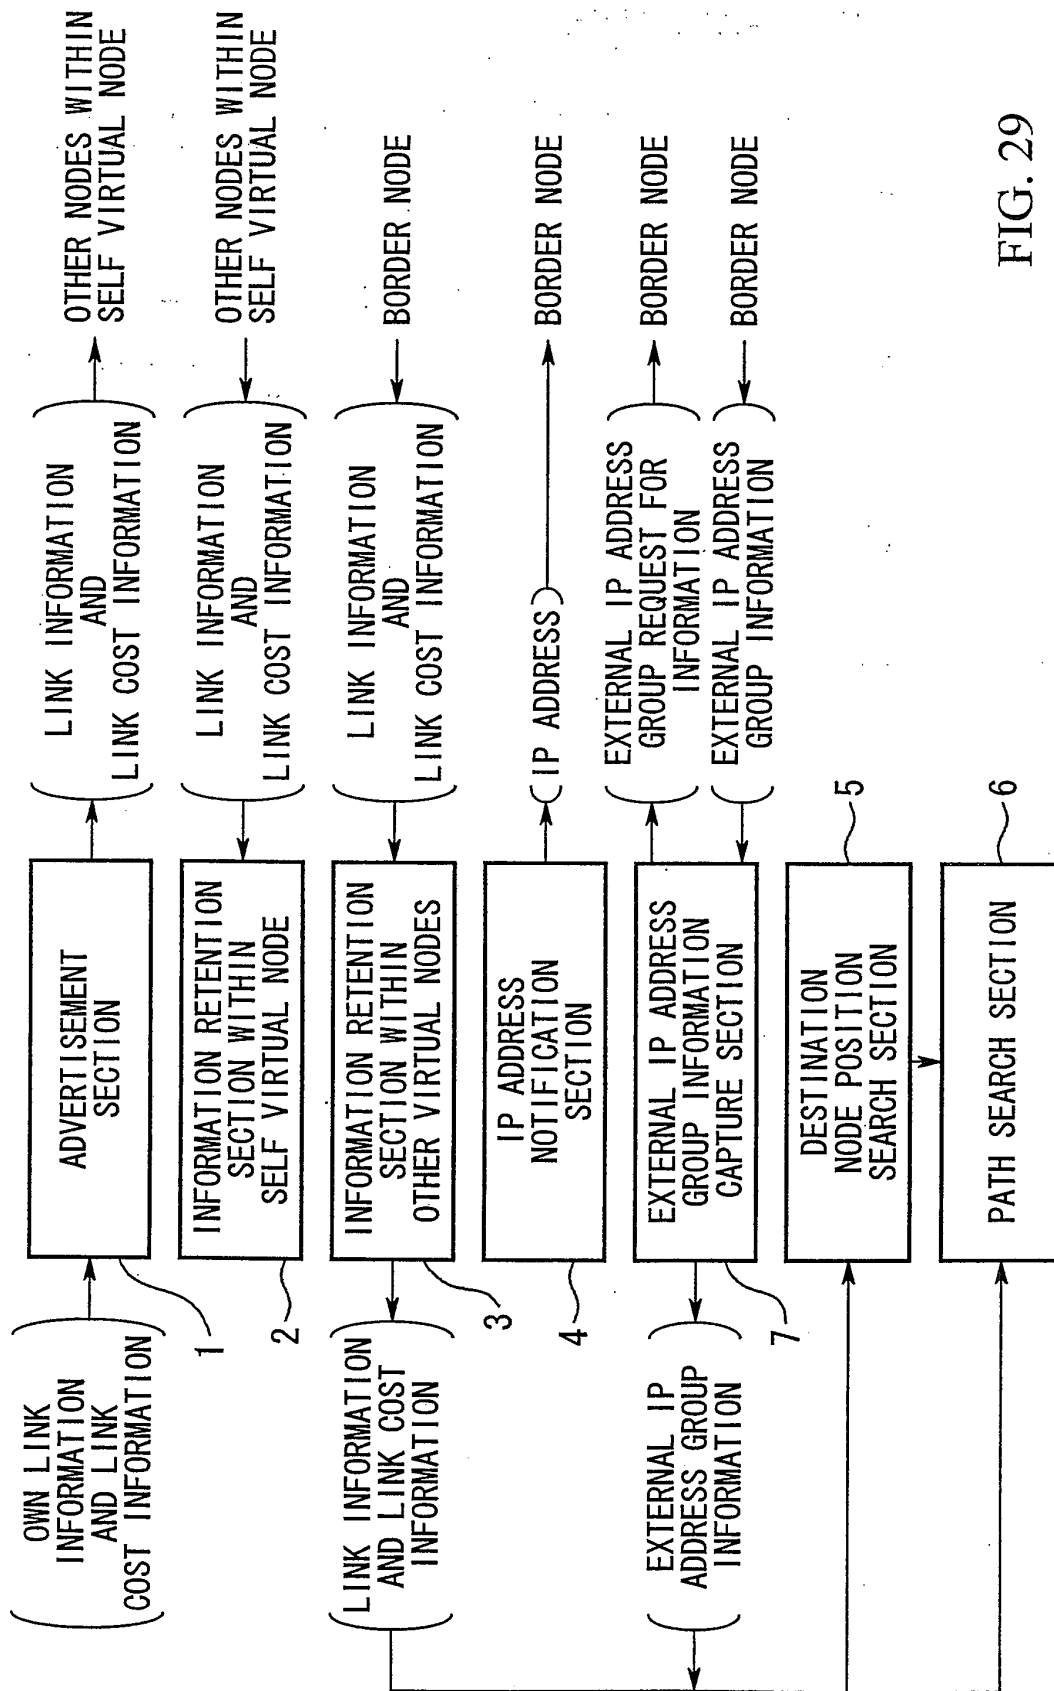 OWN LINK
INFORMATION
AND LINK
COST INFORMATION
1
ADVERTISEMENT
SECTION
LINK INFORMATION
AND
LINK COST INFORMATION
OTHER NODES WITHIN
SELF VIRTUAL NODE
2
INFORMATION RETENTION
SECTION WITHIN
SELF VIRTUAL NODE
LINK INFORMATION
AND
LINK COST INFORMATION
OTHER NODES WITHIN
SELF VIRTUAL NODE
LINK INFORMATION
AND LINK COST
INFORMATION
3
INFORMATION RETENTION
SECTION WITHIN
OTHER VIRTUAL NODES
LINK INFORMATION
AND
LINK COST INFORMATION
BORDER NODE
4
IP ADDRESS
NOTIFICATION
SECTION
IP ADDRESS
BORDER NODE
EXTERNAL IP
ADDRESS GROUP
INFORMATION
7
EXTERNAL IP ADDRESS
GROUP INFORMATION
CAPTURE SECTION
EXTERNAL IP ADDRESS
GROUP REQUEST FOR
INFORMATION
BORDER NODE
EXTERNAL IP ADDRESS
GROUP INFORMATION
BORDER NODE
DESTINATION
NODE POSITION
SEARCH SECTION
5
PATH SEARCH SECTION
6
FIG. 29